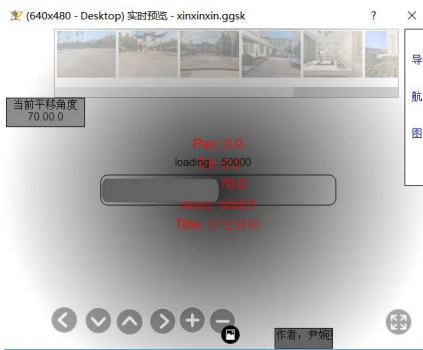 (640x480 - Desktop) 实时预览 - xinxinxin.ggsk
导
航
图
当前平移角度
70.00.0
Pan: 0.0
loading... 50000
70.0
node1
Title:
作者：尹婉